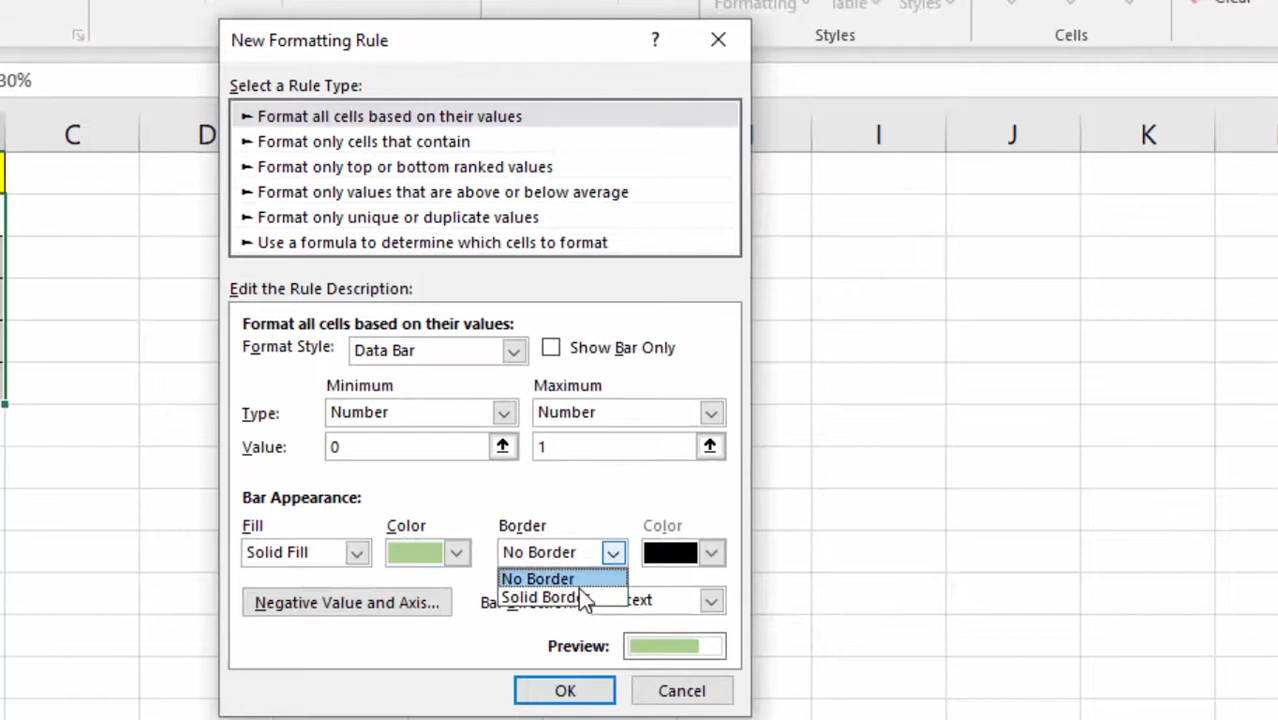 Formatting Table Styles Clear
Styles Cells
New Formatting Rule ?
30%
Select a Rule Type:
C D I J K
► Format all cells based on their values
► Format only cells that contain
► Format only top or bottom ranked values
► Format only values that are above or below average
► Format only unique or duplicate values
► Use a formula to determine which cells to format
Edit the Rule Description:
Format all cells based on their values:
Format Style: Data Bar Show Bar Only
Minimum Maximum
Type: Number Number
Value: 0 1
Bar Appearance:
Fill Color Border Color
Solid Fill No Border
No Border
Solid
Negative Value and Axis...
Preview:
OK Cancel